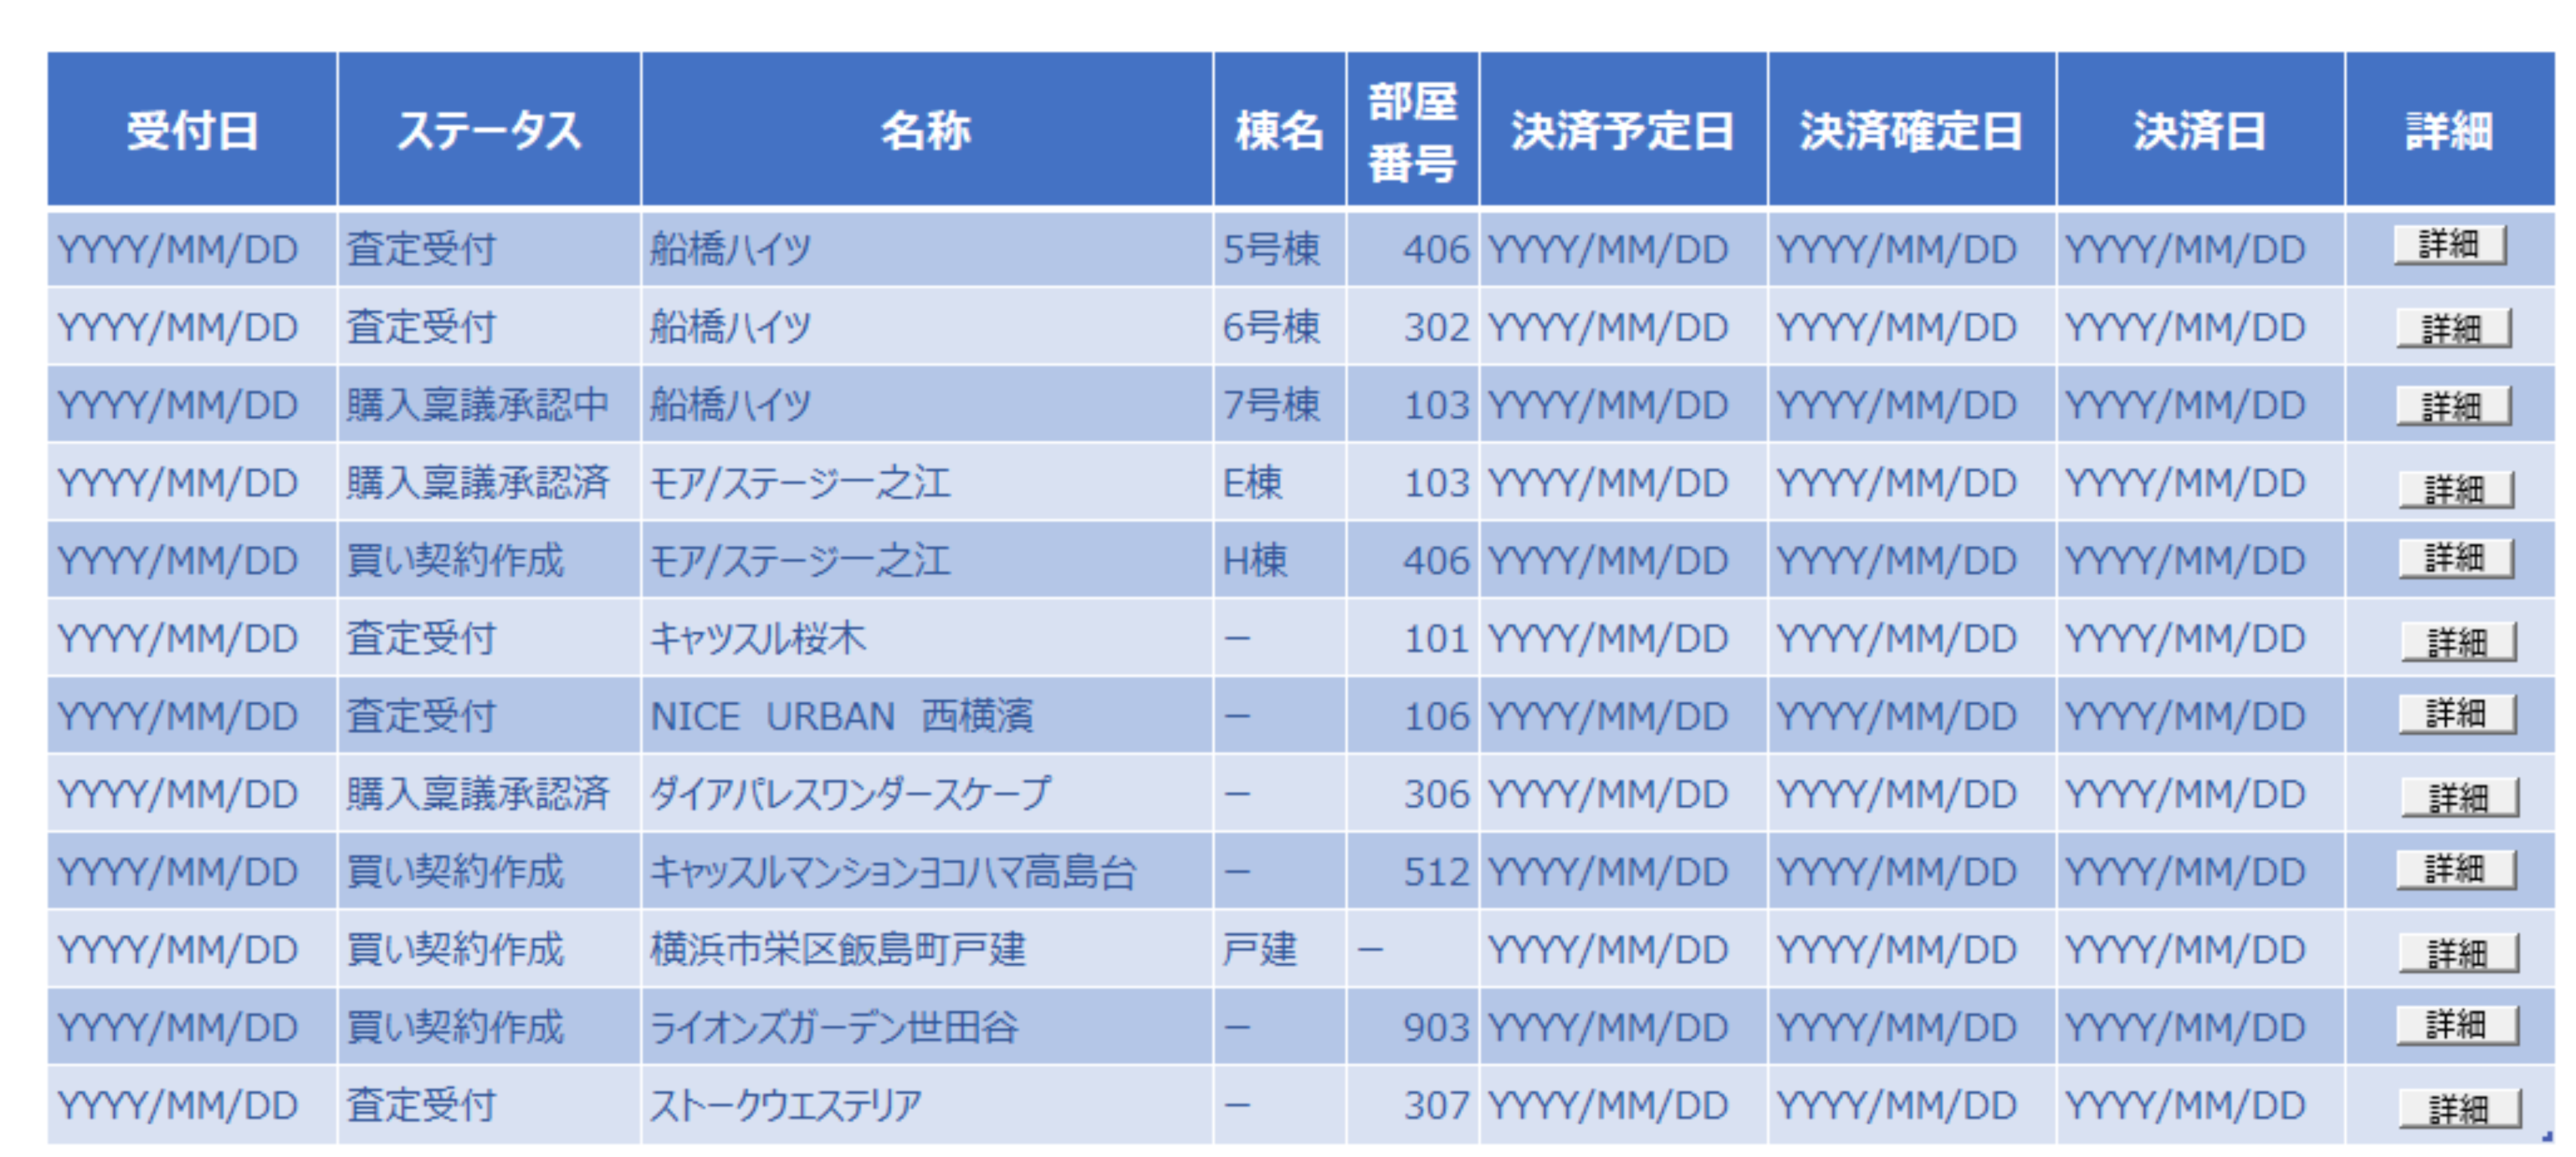 受付日 ステータス 名称 棟名 部屋番号 決済予定日 決済確定日 決済日 詳細
YYYY/MM/DD 査定受付 船橋ハイツ 5号棟 406 YYYY/MM/DD YYYY/MM/DD YYYY/MM/DD 詳細
YYYY/MM/DD 査定受付 船橋ハイツ 6号棟 302 YYYY/MM/DD YYYY/MM/DD YYYY/MM/DD 詳細
YYYY/MM/DD 購入稟議承認中 船橋ハイツ 7号棟 103 YYYY/MM/DD YYYY/MM/DD YYYY/MM/DD 詳細
YYYY/MM/DD 購入稟議承認済 モア/ステージ一之江 E棟 103 YYYY/MM/DD YYYY/MM/DD YYYY/MM/DD 詳細
YYYY/MM/DD 買い契約作成 モア/ステージ一之江 H棟 406 YYYY/MM/DD YYYY/MM/DD YYYY/MM/DD 詳細
YYYY/MM/DD 査定受付 キャツスル桜木 － 101 YYYY/MM/DD YYYY/MM/DD YYYY/MM/DD 詳細
YYYY/MM/DD 査定受付 NICE　URBAN　西横濱 － 106 YYYY/MM/DD YYYY/MM/DD YYYY/MM/DD 詳細
YYYY/MM/DD 購入稟議承認済 ダイアパレスワンダースケープ － 306 YYYY/MM/DD YYYY/MM/DD YYYY/MM/DD 詳細
YYYY/MM/DD 買い契約作成 キャッスルマンションヨコハマ高島台 － 512 YYYY/MM/DD YYYY/MM/DD YYYY/MM/DD 詳細
YYYY/MM/DD 買い契約作成 横浜市栄区飯島町戸建 戸建 － YYYY/MM/DD YYYY/MM/DD YYYY/MM/DD 詳細
YYYY/MM/DD 買い契約作成 ライオンズガーデン世田谷 － 903 YYYY/MM/DD YYYY/MM/DD YYYY/MM/DD 詳細
YYYY/MM/DD 査定受付 ストークウエステリア － 307 YYYY/MM/DD YYYY/MM/DD YYYY/MM/DD 詳細